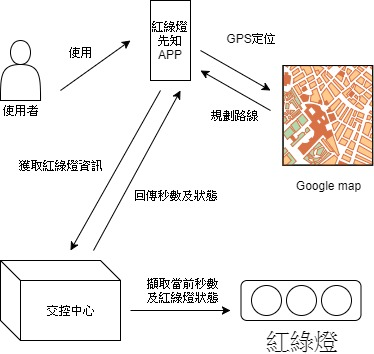 紅綠燈
先知
APP
使用
GPS定位
使用者
規劃路線
Google map
獲取紅綠燈資訊
回傳秒數及狀態
擷取當前秒數
及紅綠燈狀態
交控中心
紅綠燈